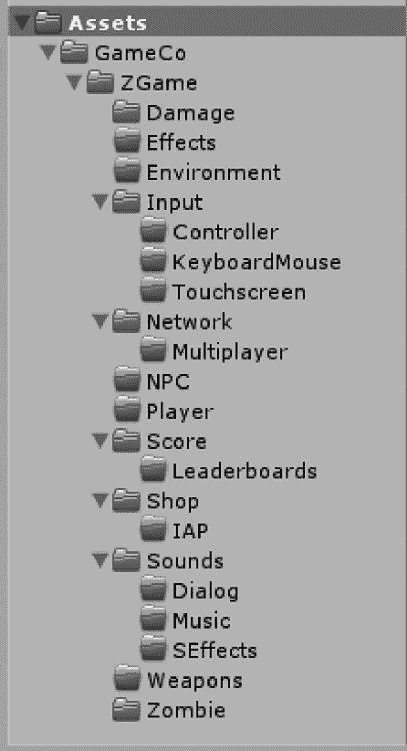 Assets
GameCo
ZGame
Damage
Effects
Environment
Input
Controller
KeyboardMouse
Touchscreen
Network
Multiplayer
NPC
Player
Score
Leaderboards
Shop
IAP
Sounds
Dialog
Music
SEffects
Weapons
Zombie